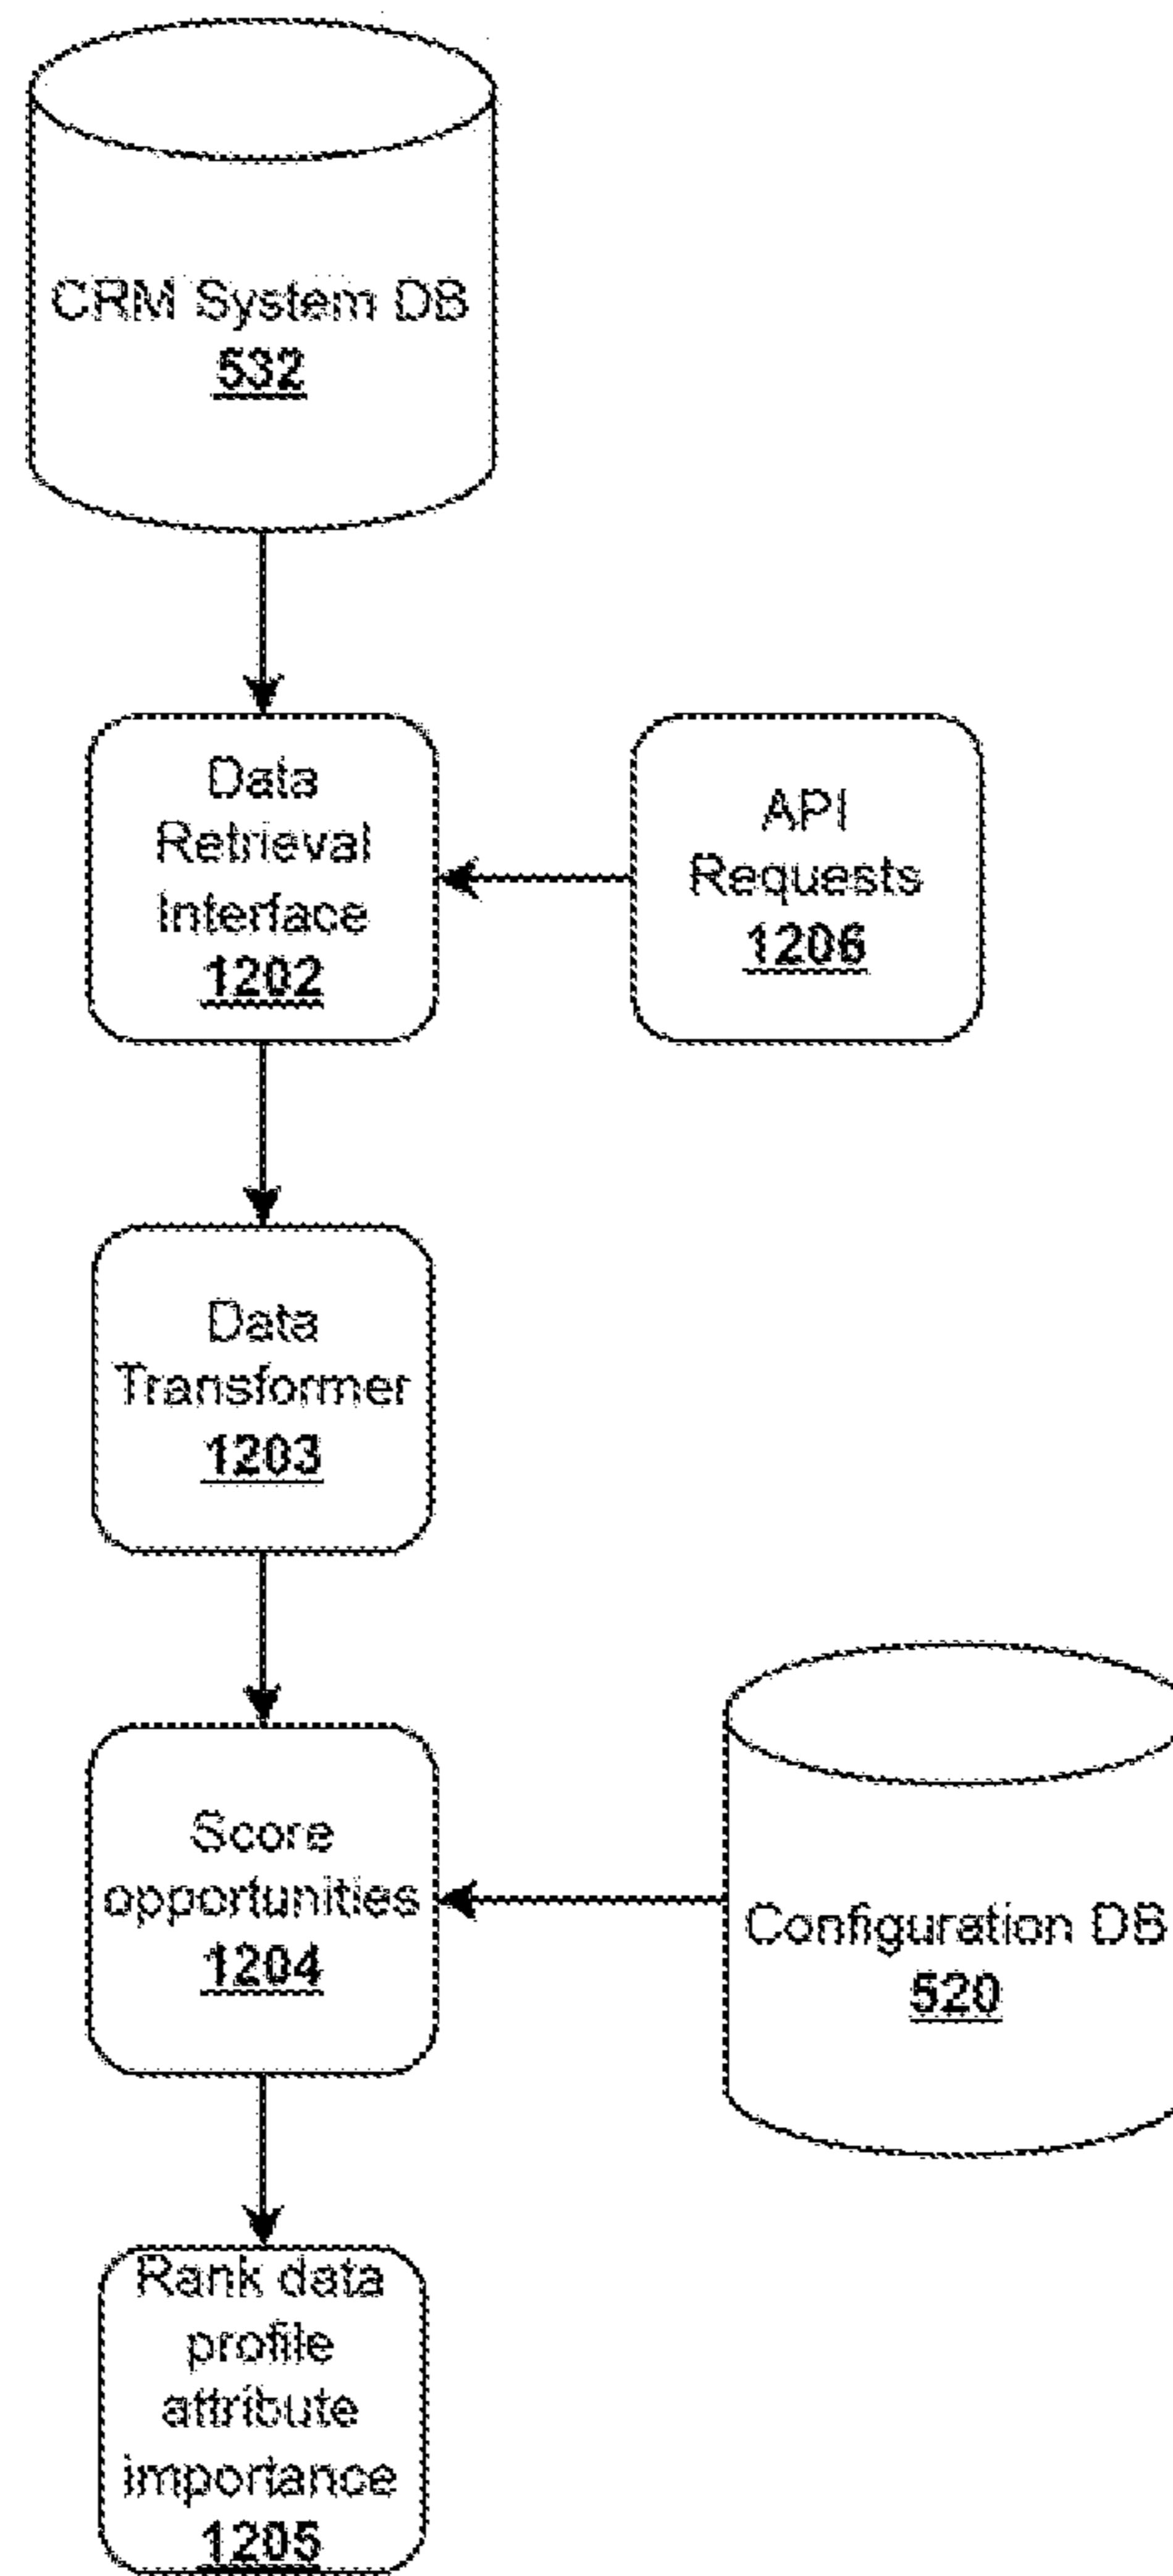 CRM System DB
532
Data
Retrieval
Interface
1202
API
Requests
1206
Data
Transformer
1203
Score
opportunities
1204
Configuration DB
520
Rank data
profile
attribute
importance
1205